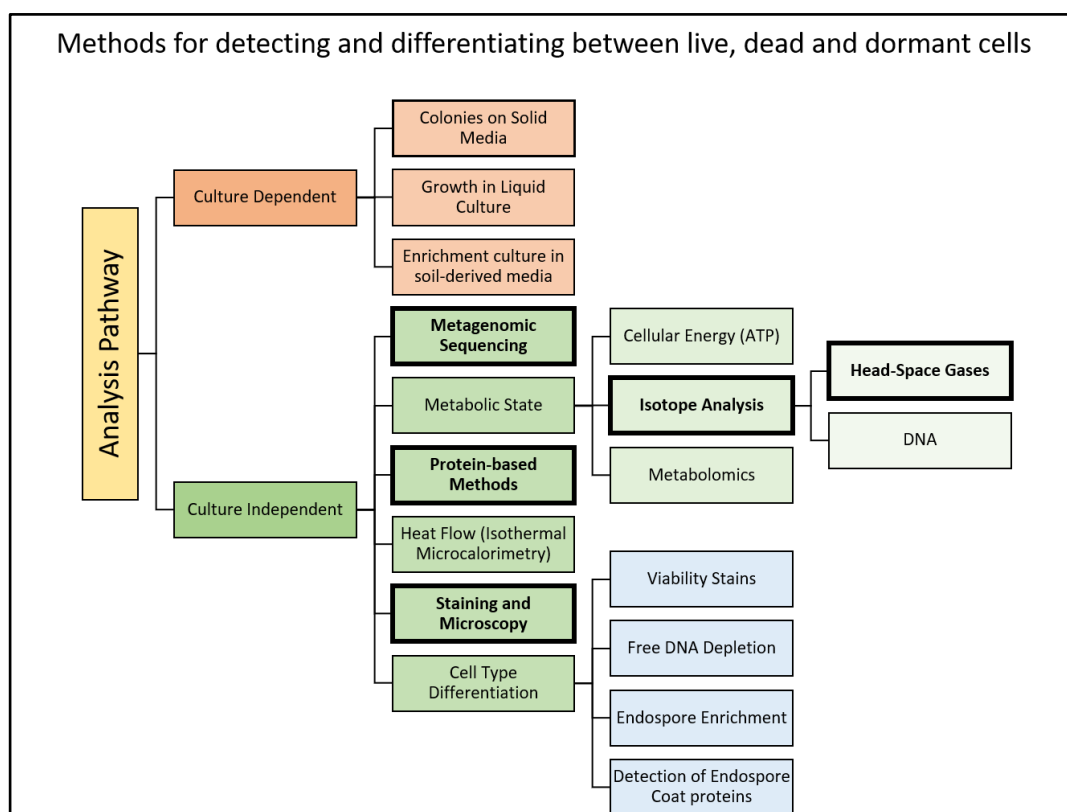 Methods for detecting and differentiating between live, dead and dormant cells
Analysis Pathway
Culture Dependent
Colonies on Solid
Media
Growth in Liquid
Culture
Enrichment culture in
soil-derived media
Culture Independent
Metagenomic
Sequencing
Metabolic State
Cellular Energy (ATP)
Isotope Analysis
Head-Space Gases
DNA
Metabolomics
Protein-based
Methods
Heat Flow (Isothermal
Microcalorimetry)
Staining and
Microscopy
Cell Type
Differentiation
Viability Stains
Free DNA Depletion
Endospore Enrichment
Detection of Endospore
Coat proteins